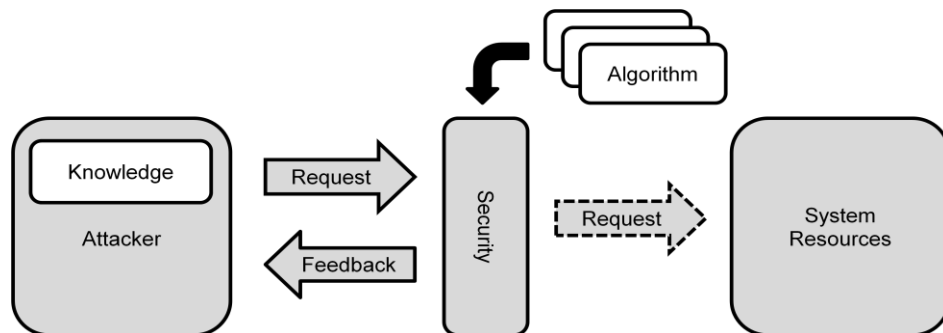 Algorithm
Knowledge
Attacker
Request
Feedback
Security
Request
System
Resources